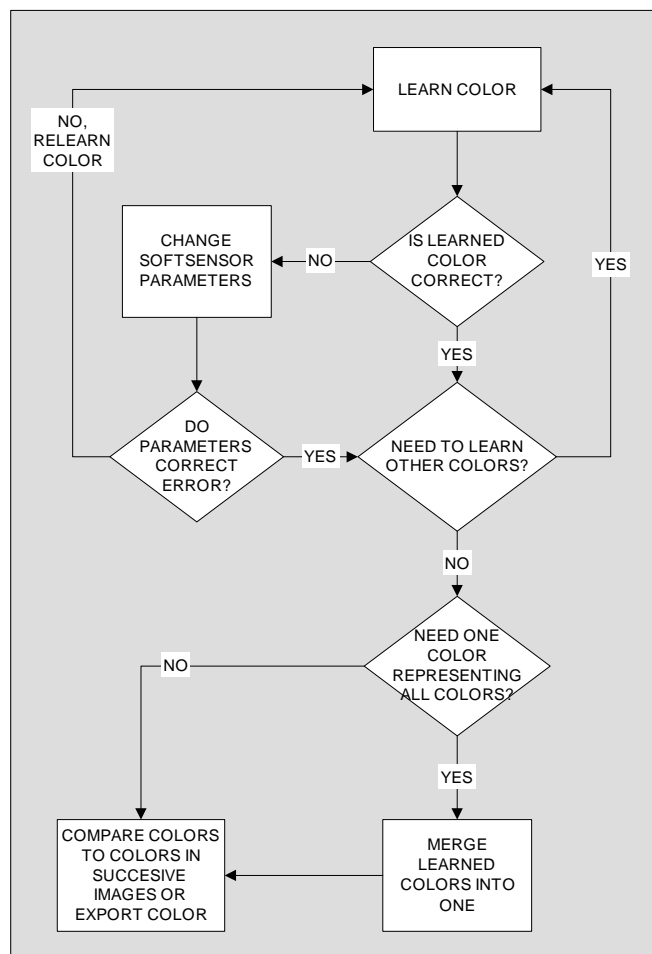 LEARN COLOR
NO,
RELEARN
COLOR
CHANGE
SOFTSENSOR
PARAMETERS
NO
IS LEARNED
COLOR
CORRECT?
YES
YES
DO
PARAMETERS
CORRECT
ERROR?
YES
NEED TO LEARN
OTHER COLORS?
NO
NEED ONE
COLOR
REPRESENTING
ALL COLORS?
NO
YES
COMPARE COLORS
TO COLORS IN
SUCCESIVE
IMAGES OR
EXPORT COLOR
MERGE
LEARNED
COLORS INTO
ONE